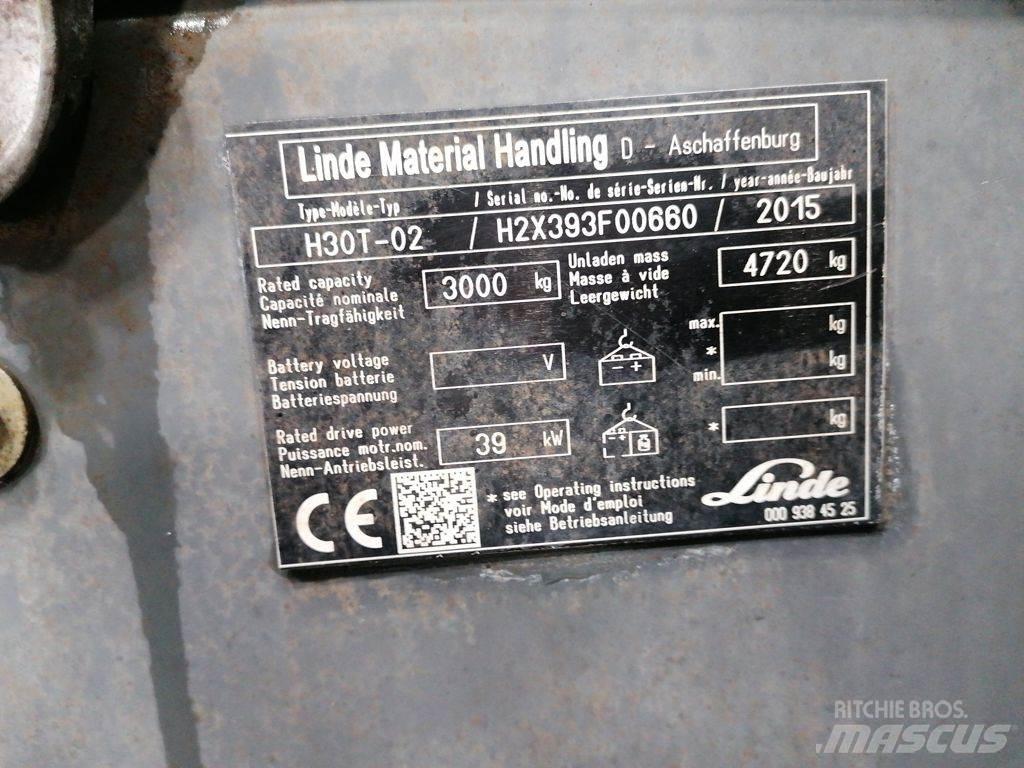 Linde Material Handling D - Aschaffenburg
Type-Modèle-Typ / Serial no.-No. de série-Serien-Nr. / year-année-Baujahr
H30T-02 / H2X393F00660 / 2015
Rated capacity
Capacité nominale
Nenn-Tragfähigkeit
3000 kg
Unladen mass
Masse à vide
Leergewicht
4720 kg
Battery voltage
Tension batterie
Batteriespannung
V
- +
max. kg
* kg
min.
Rated drive power
Puissance motr.nom.
Nenn-Antriebsleist.
39 kW
- +
* kg
CE
* see Operating instructions
voir Mode d'emploi
siehe Betriebsanleitung
Linde
000 938 45 25
RITCHIE BROS.
MASCUS